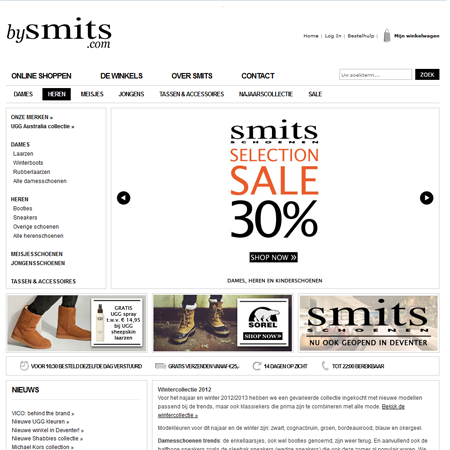 bysmits
.com
Home | Log In | Bestelhulp | Mijn winkelwagen
ONLINE SHOPPEN DE WINKELS OVER SMITS CONTACT
Uw zoekterm... ZOEK
DAMES HEREN MEISJES JONGENS TASSEN & ACCESSOIRES NAJAARSCOLLECTIE SALE
ONZE MERKEN »
UGG Australia collectie »
DAMES
Laarzen
Winterboots
Rubberlaarzen
Alle damesschoenen
HEREN
Booties
Sneakers
Overige schoenen
Alle herenschoenen
MEISJESSCHOENEN
JONGENSSCHOENEN
TASSEN & ACCESSOIRES
smits
SCHOENEN
SELECTION
SALE
30%
SHOP NOW »
DAMES, HEREN EN KINDERSCHOENEN
GRATIS
UGG spray
t.w.v. € 14,95
bij UGG
sheepskin
laarzen
SOREL
SHOP NOW »
smits
SCHOENEN
NU OOK GEOPEND IN DEVENTER
VOOR 16:30 BESTELD DEZELFDE DAG VERSTUURD GRATIS VERZENDEN VANAF €25,- 14 DAGEN OP ZICHT TOT 22:00 BEREIKBAAR
NIEUWS
VICO: behind the brand »
Nieuwe UGG kleuren »
Nieuwe winkel in Deventer! »
Nieuwe Shabbies collectie »
Michael Kors collection »
Wintercollectie 2012
Voor het najaar en winter 2012/2013 hebben we een gevarieerde collectie ingekocht met nieuwe modellen
passend bij de trends, maar ook klassiekers die prima zijn te combineren met alle mode. Bekijk de
wintercollectie »
Modekleuren voor dit najaar en de winter zijn: zwart, cognacbruin, groen, bordeauxrood, blauw en okergeel.
Damesschoenen trends: de enkellaarsjes, ook wel booties genoemd, zijn weer terug. En aanvullend ook de